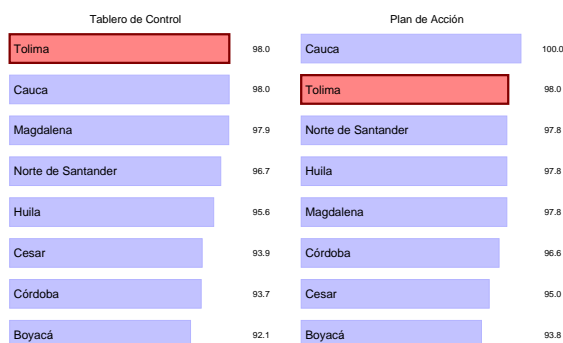 Tablero de Control
Tolima 98.0
Cauca 98.0
Magdalena 97.9
Norte de Santander 96.7
Huila 95.6
Cesar 93.9
Córdoba 93.7
Boyacá 92.1
Plan de Acción
Cauca 100.0
Tolima 98.0
Norte de Santander 97.8
Huila 97.8
Magdalena 97.8
Córdoba 96.6
Cesar 95.0
Boyacá 93.8